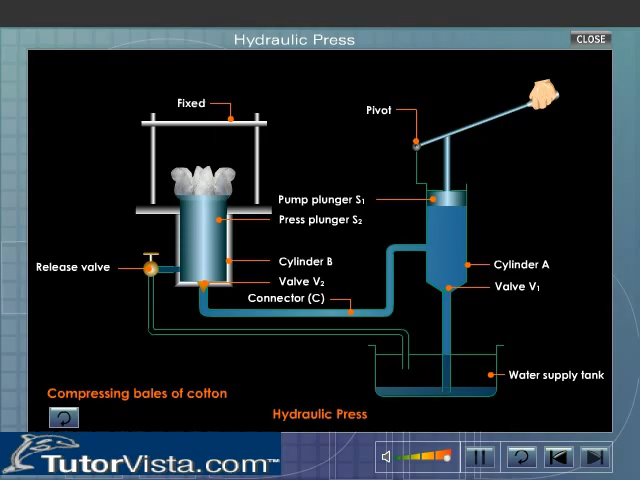 Hydraulic Press
CLOSE
Fixed
Pivot
Pump plunger S₁
Press plunger S₂
Cylinder B
Cylinder A
Release valve
Valve V₂
Valve V₁
Connector (C)
Water supply tank
Compressing bales of cotton
Hydraulic Press
TutorVista.com™